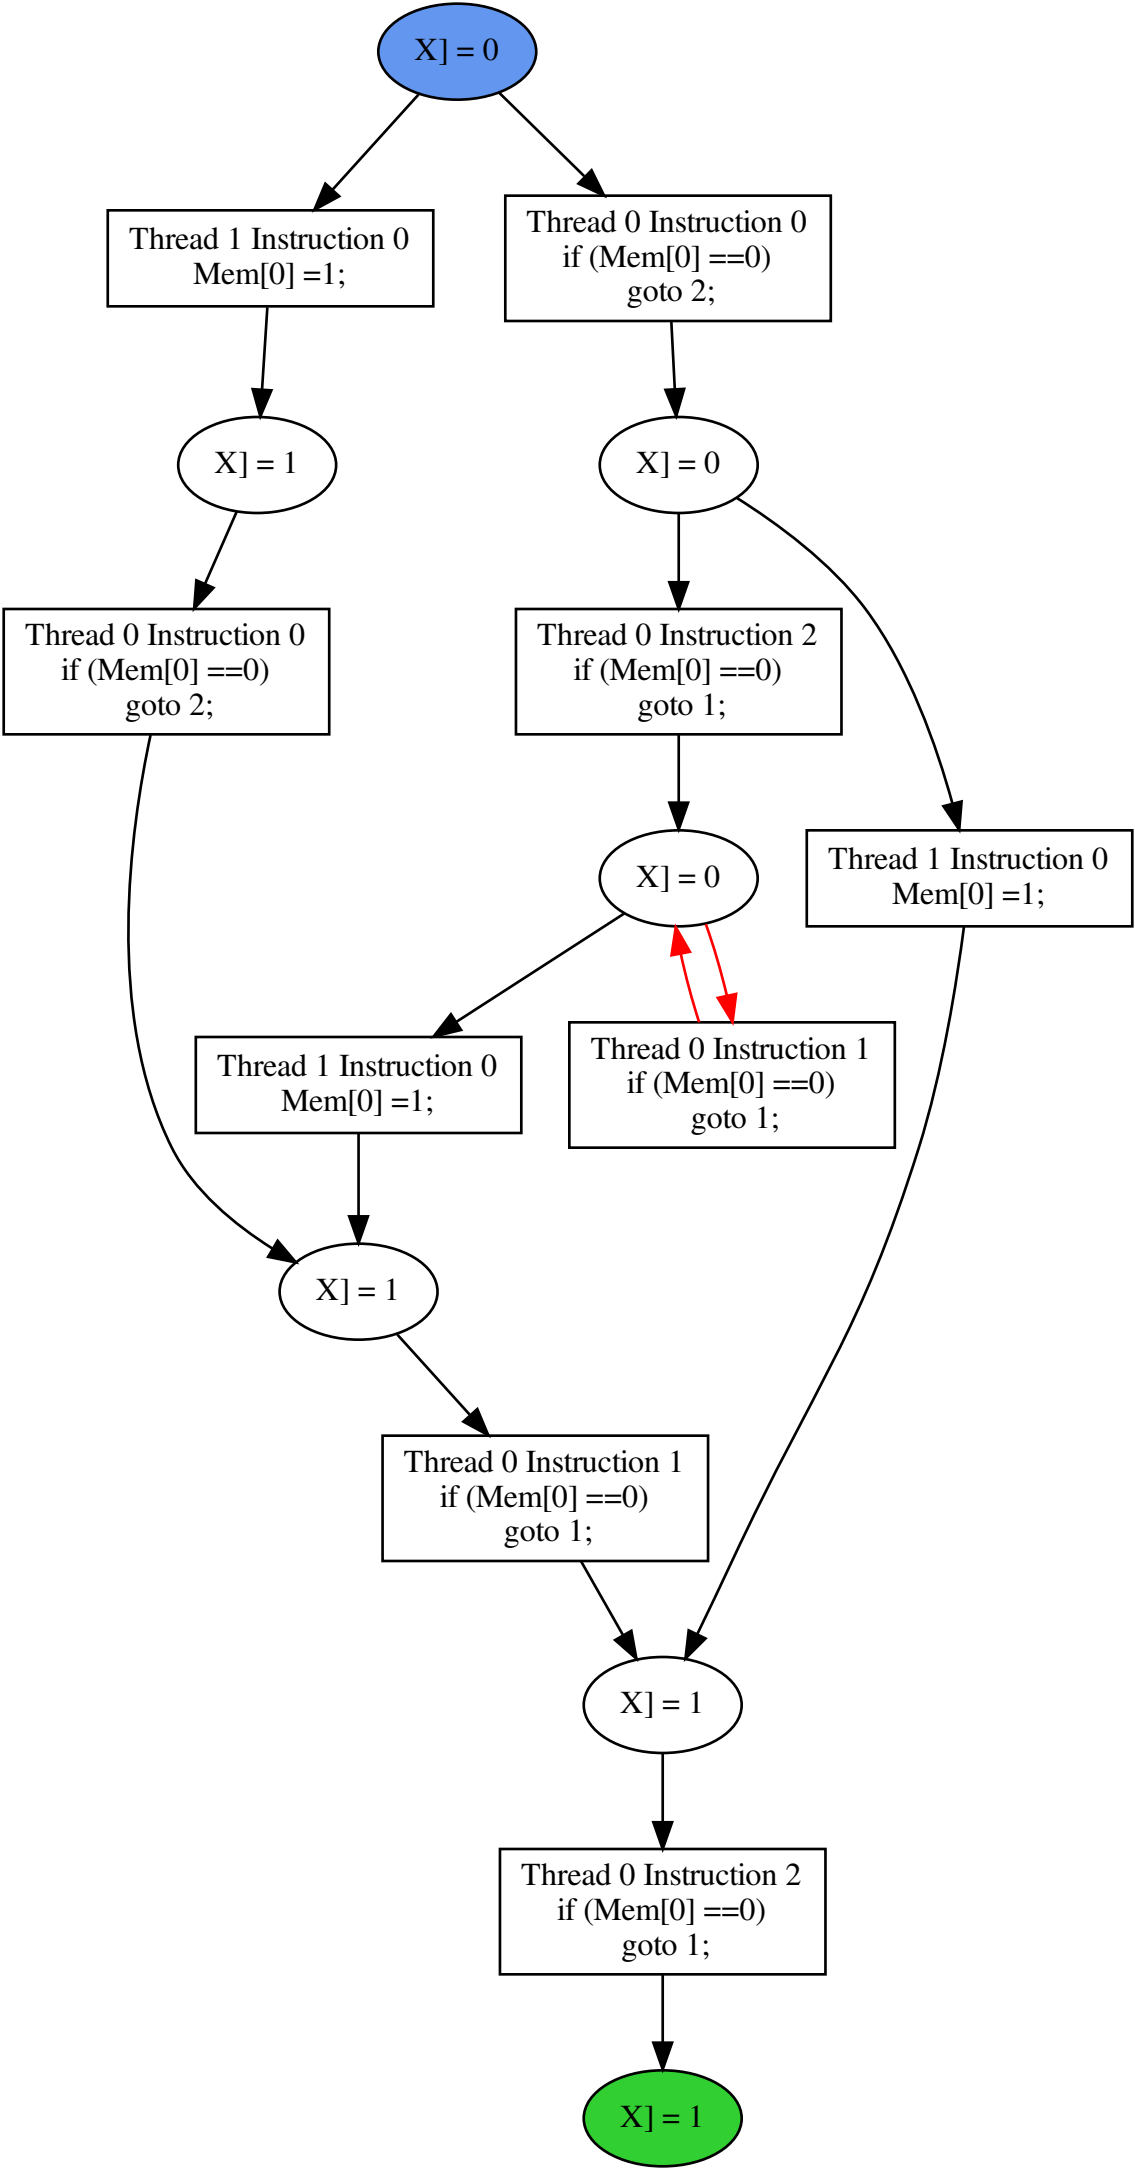 X] = 0
Thread 1 Instruction 0
Mem[0] =1;
Thread 0 Instruction 0
if (Mem[0] ==0)
goto 2;
X] = 1
X] = 0
Thread 0 Instruction 0
if (Mem[0] ==0)
goto 2;
Thread 0 Instruction 2
if (Mem[0] ==0)
goto 1;
X] = 0
Thread 1 Instruction 0
Mem[0] =1;
Thread 1 Instruction 0
Mem[0] =1;
Thread 0 Instruction 1
if (Mem[0] ==0)
goto 1;
X] = 1
Thread 0 Instruction 1
if (Mem[0] ==0)
goto 1;
X] = 1
Thread 0 Instruction 2
if (Mem[0] ==0)
goto 1;
X] = 1